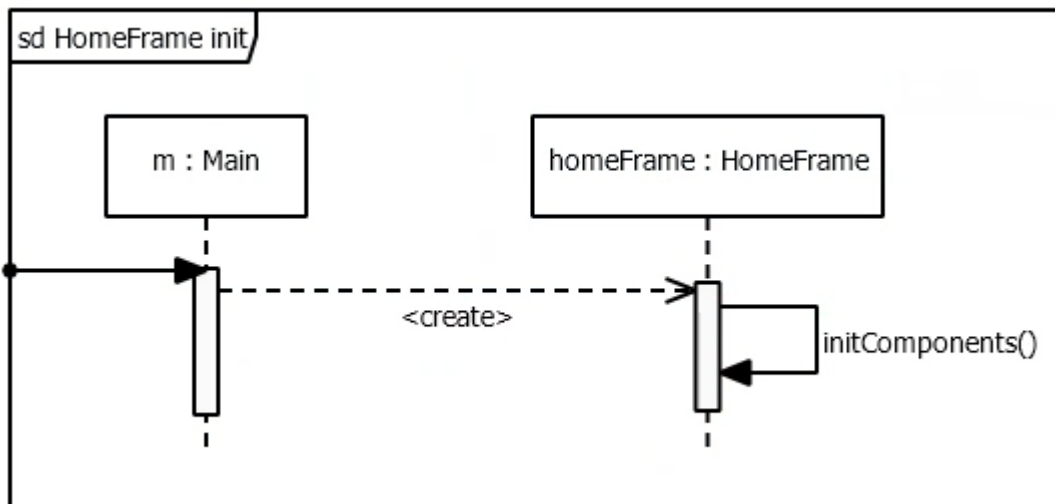 sd HomeFrame init
m : Main
homeFrame : HomeFrame
<create>
initComponents()